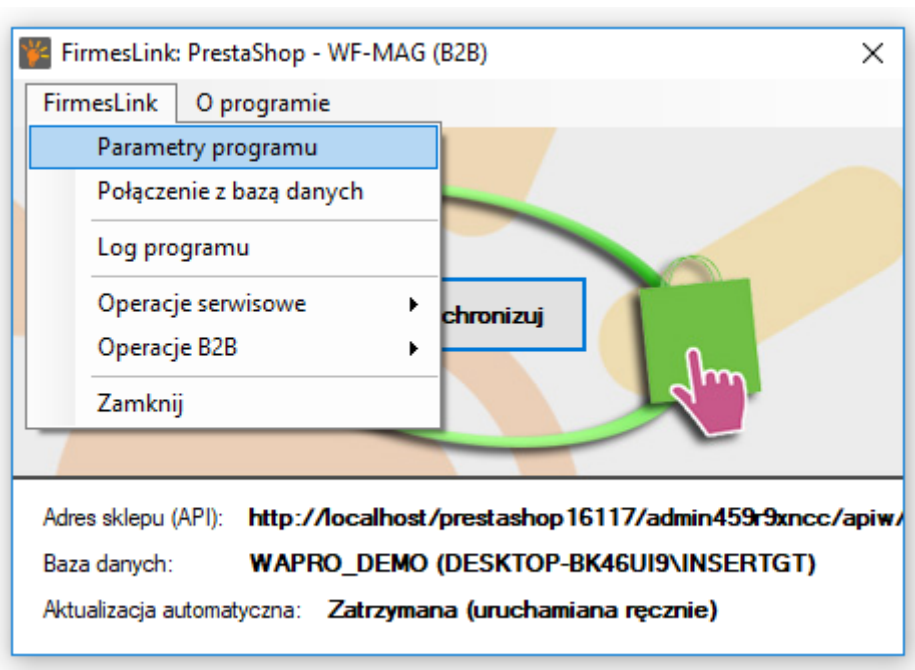 FirmesLink: PrestaShop - WF-MAG (B2B)
FirmesLink O programie
Parametry programu
Połączenie z bazą danych
Log programu
Operacje serwisowe
chronizuj
Operacje B2B
Zamknij
Adres sklepu (API): http://localhost/prestashop16117/admin459r9xncc/apiw/
Baza danych: WAPRO_DEMO (DESKTOP-BK46UI9\INSERTGT)
Aktualizacja automatyczna: Zatrzymana (uruchamiana ręcznie)